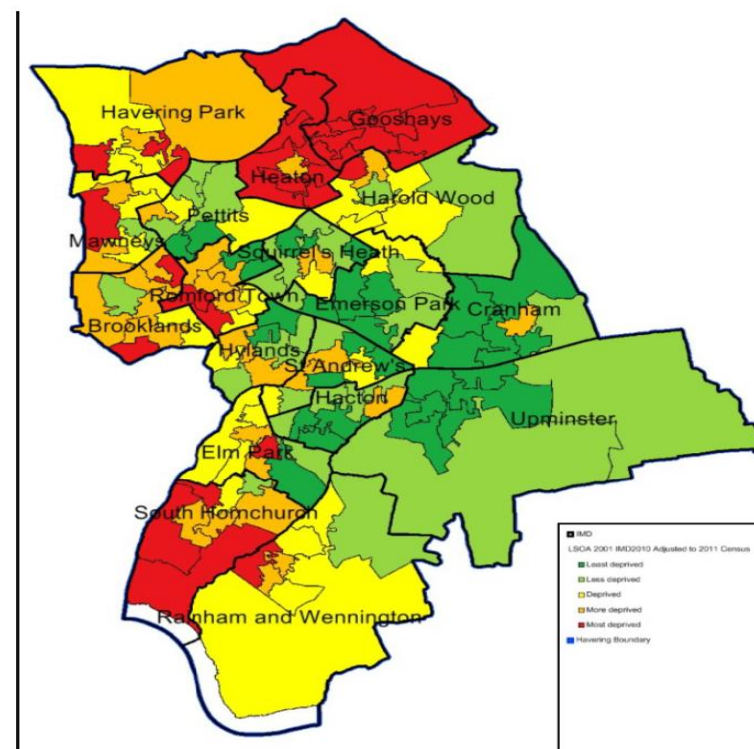 Havering Park
Gooshays
Heaton
Harold Wood
Pettits
Mawneys
Squirrel's Heath
Romford Town
Emerson Park
Cranham
Brooklands
Hylands
St Andrew's
Hacton
Upminster
Elm Park
South Hornchurch
Rainham and Wennington
IMD
LSOA 2001 IMD2010 Adjusted to 2011 Census
Least deprived
Less deprived
Deprived
More deprived
Most deprived
Havering Boundary